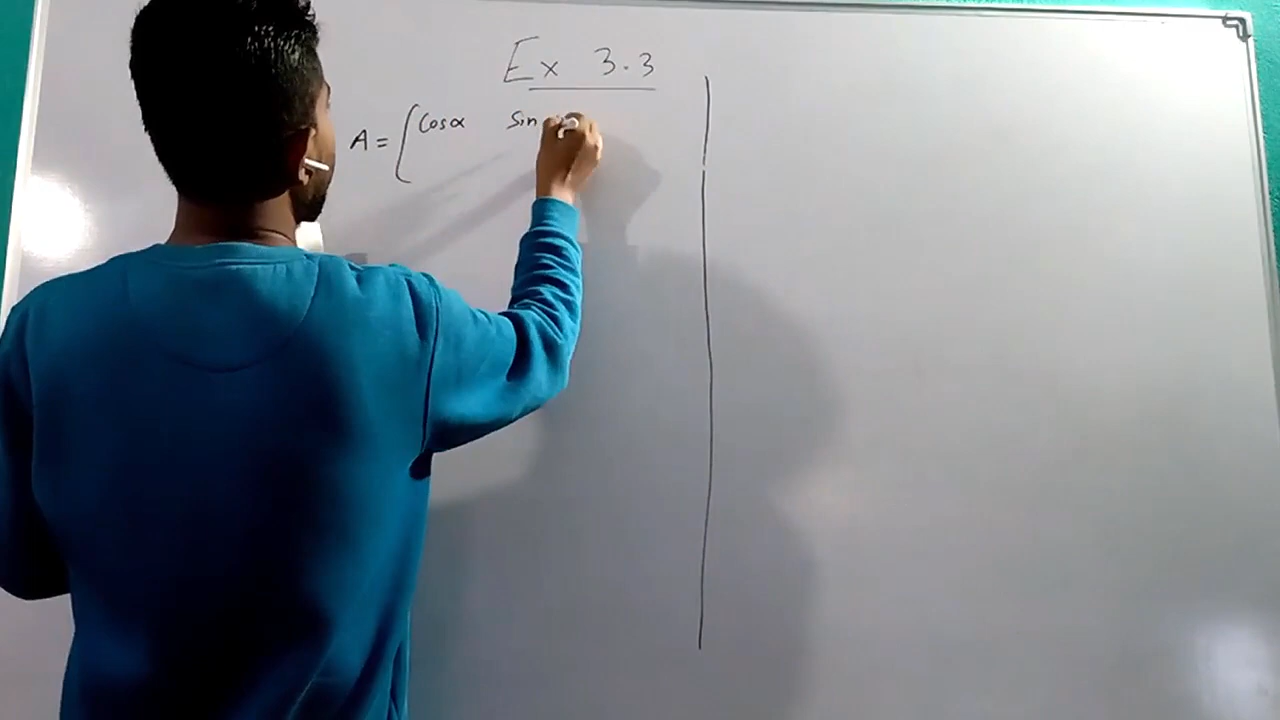 Ex 3.3
A = [ Cosα Sin